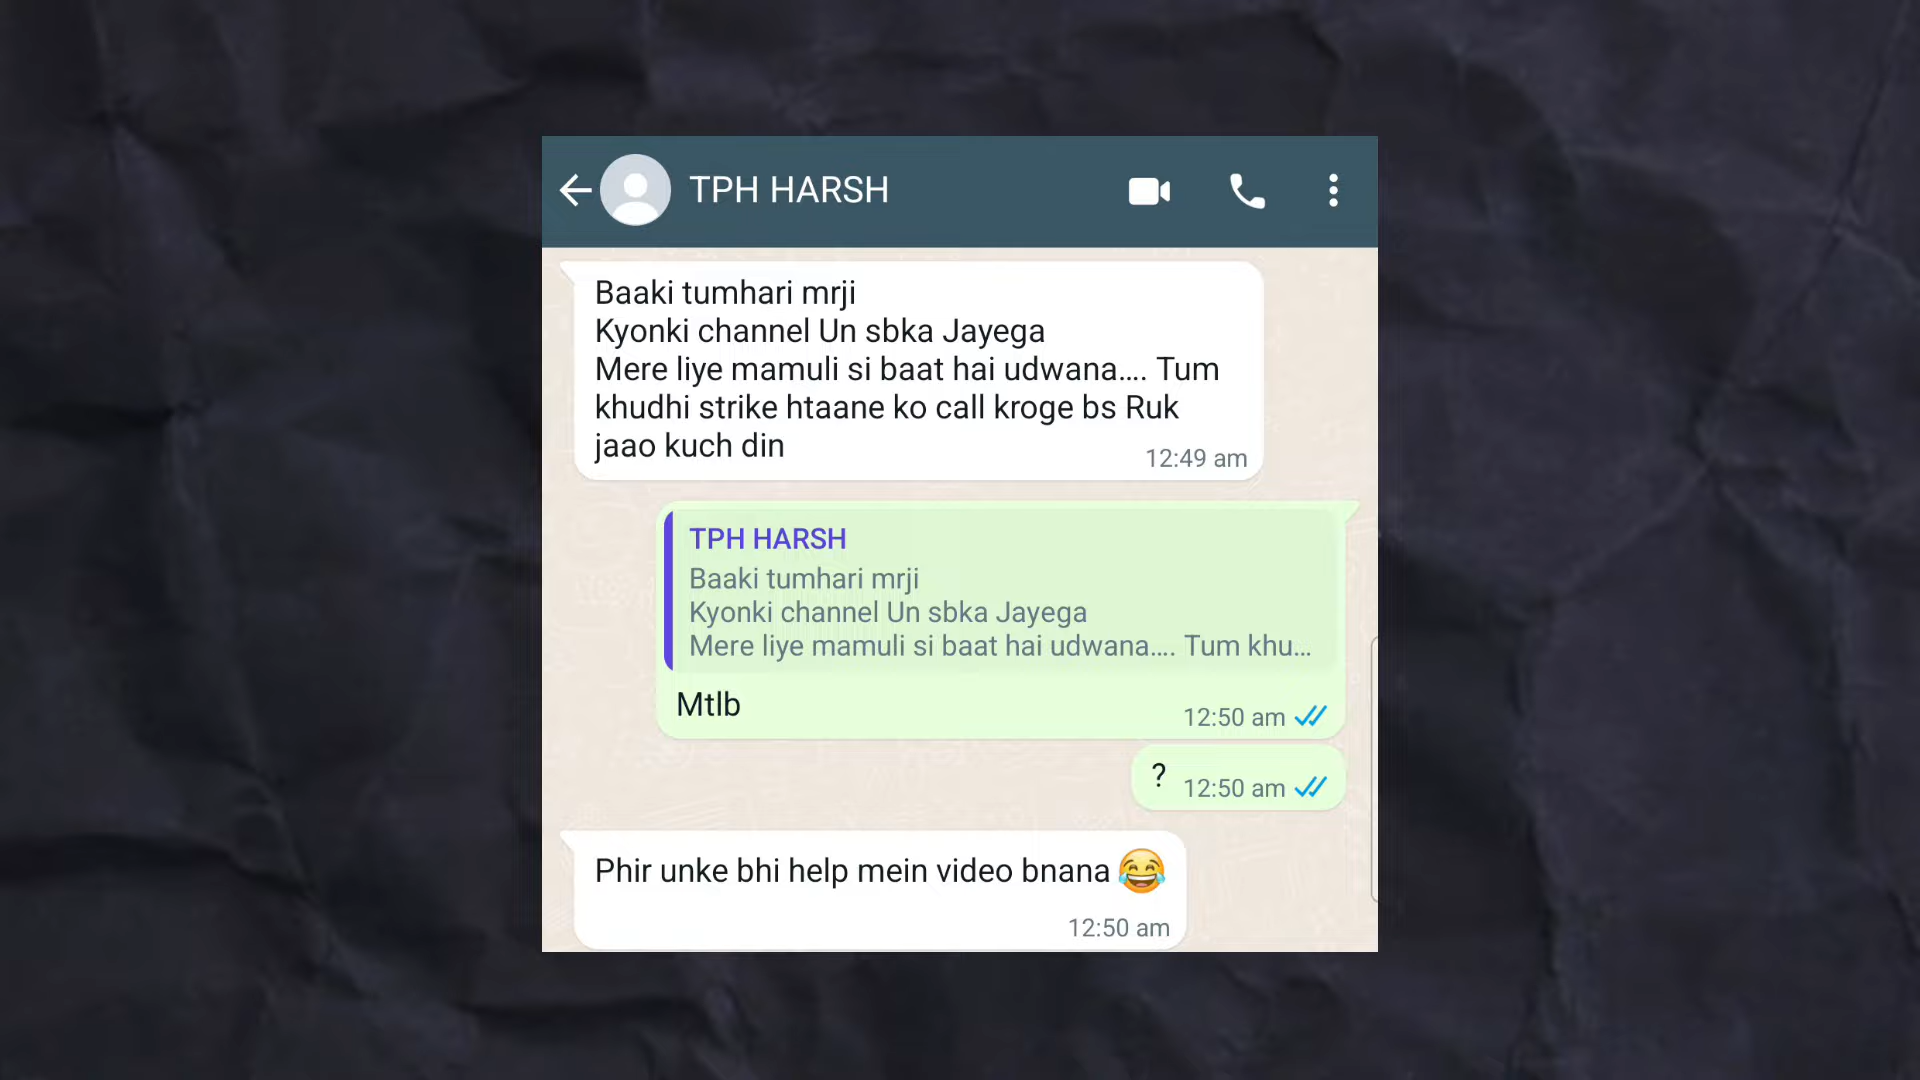 TPH HARSH
Baaki tumhari mrji
Kyonki channel Un sbka Jayega
Mere liye mamuli si baat hai udwana.... Tum
khudhi strike htaane ko call kroge bs Ruk
jaao kuch din
12:49 am
TPH HARSH
Baaki tumhari mrji
Kyonki channel Un sbka Jayega
Mere liye mamuli si baat hai udwana.... Tum khu...
Mtlb
12:50 am
? 12:50 am
Phir unke bhi help mein video bnana 😂
12:50 am